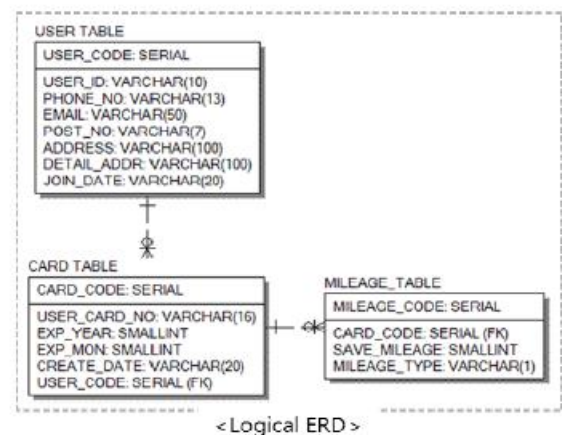 USER TABLE
USER_CODE: SERIAL
USER_ID: VARCHAR(10)
PHONE_NO: VARCHAR(13)
EMAIL: VARCHAR(50)
POST_NO: VARCHAR(7)
ADDRESS: VARCHAR(100)
DETAIL_ADDR: VARCHAR(100)
JOIN_DATE: VARCHAR(20)
CARD TABLE
CARD_CODE: SERIAL
USER_CARD_NO: VARCHAR(16)
EXP_YEAR: SMALLINT
EXP_MON: SMALLINT
CREATE_DATE: VARCHAR(20)
USER_CODE: SERIAL (FK)
MILEAGE_TABLE
MILEAGE_CODE: SERIAL
CARD_CODE: SERIAL (FK)
SAVE_MILEAGE: SMALLINT
MILEAGE_TYPE: VARCHAR(1)
<Logical ERD>